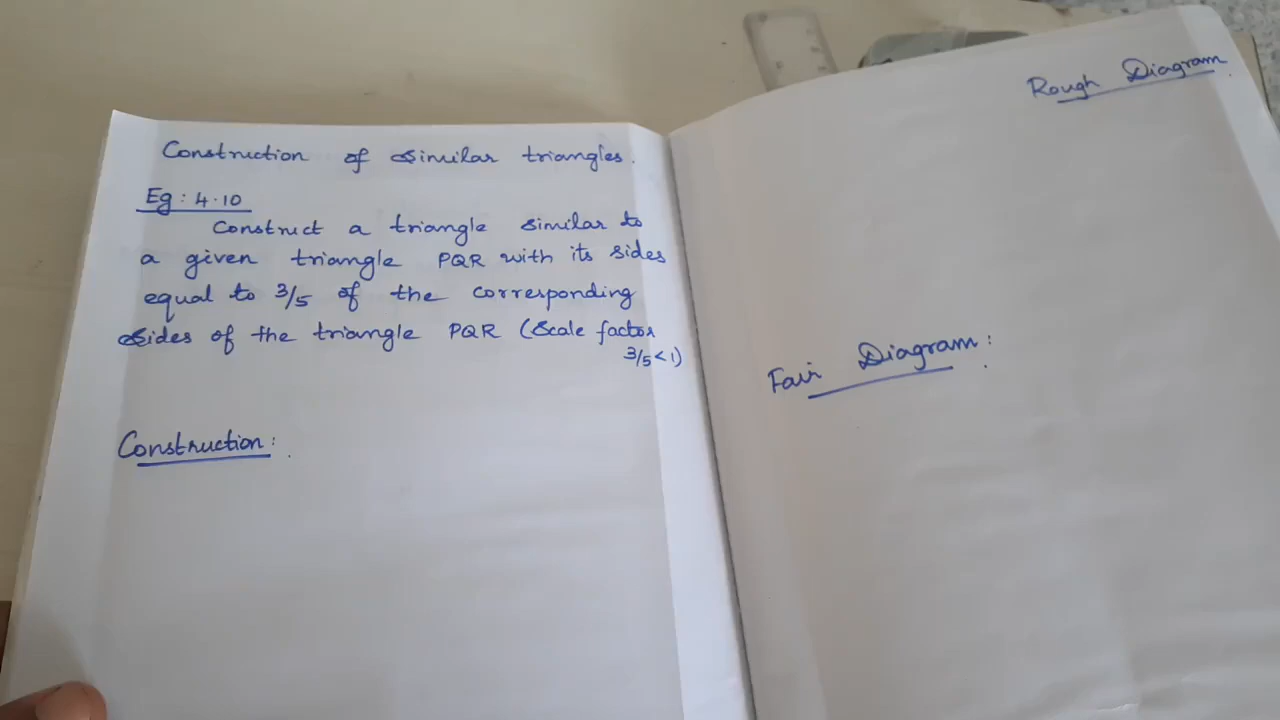 Construction of similar triangles.
Eg: 4.10
Construct a triangle similar to
a given triangle PQR with its sides
equal to 3/5 of the corresponding
sides of the triangle PQR (Scale factor
3/5 < 1)
Construction:
Rough Diagram
Fair Diagram: